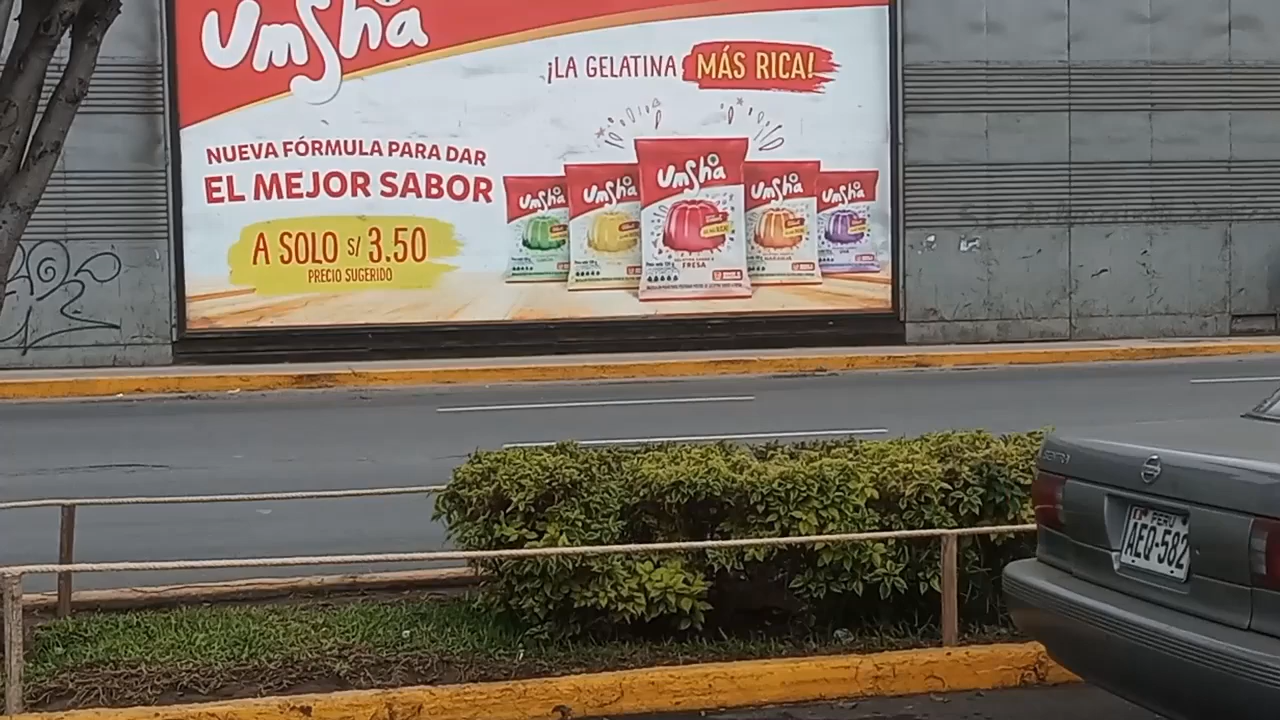 UmSha
¡LA GELATINA MÁS RICA!
NUEVA FÓRMULA PARA DAR
EL MEJOR SABOR
A SOLO S/ 3.50
PRECIO SUGERIDO
UmSha
UmSha
UmSha
UmSha
UmSha
FRESA
SENTRA
PERU
AEQ-582